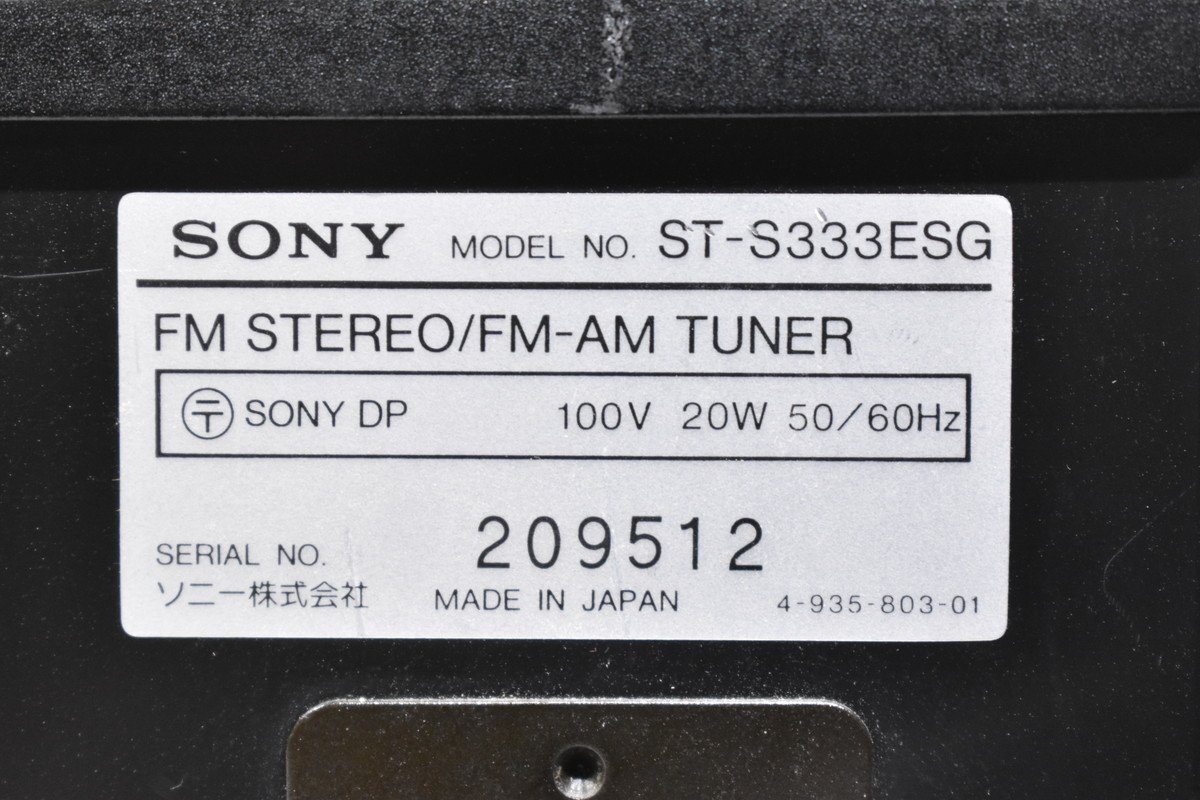 SONY MODEL NO. ST-S333ESG
FM STEREO/FM-AM TUNER
〒 SONY DP 100V 20W 50/60Hz
SERIAL NO. 209512
ソニー株式会社 MADE IN JAPAN 4-935-803-01